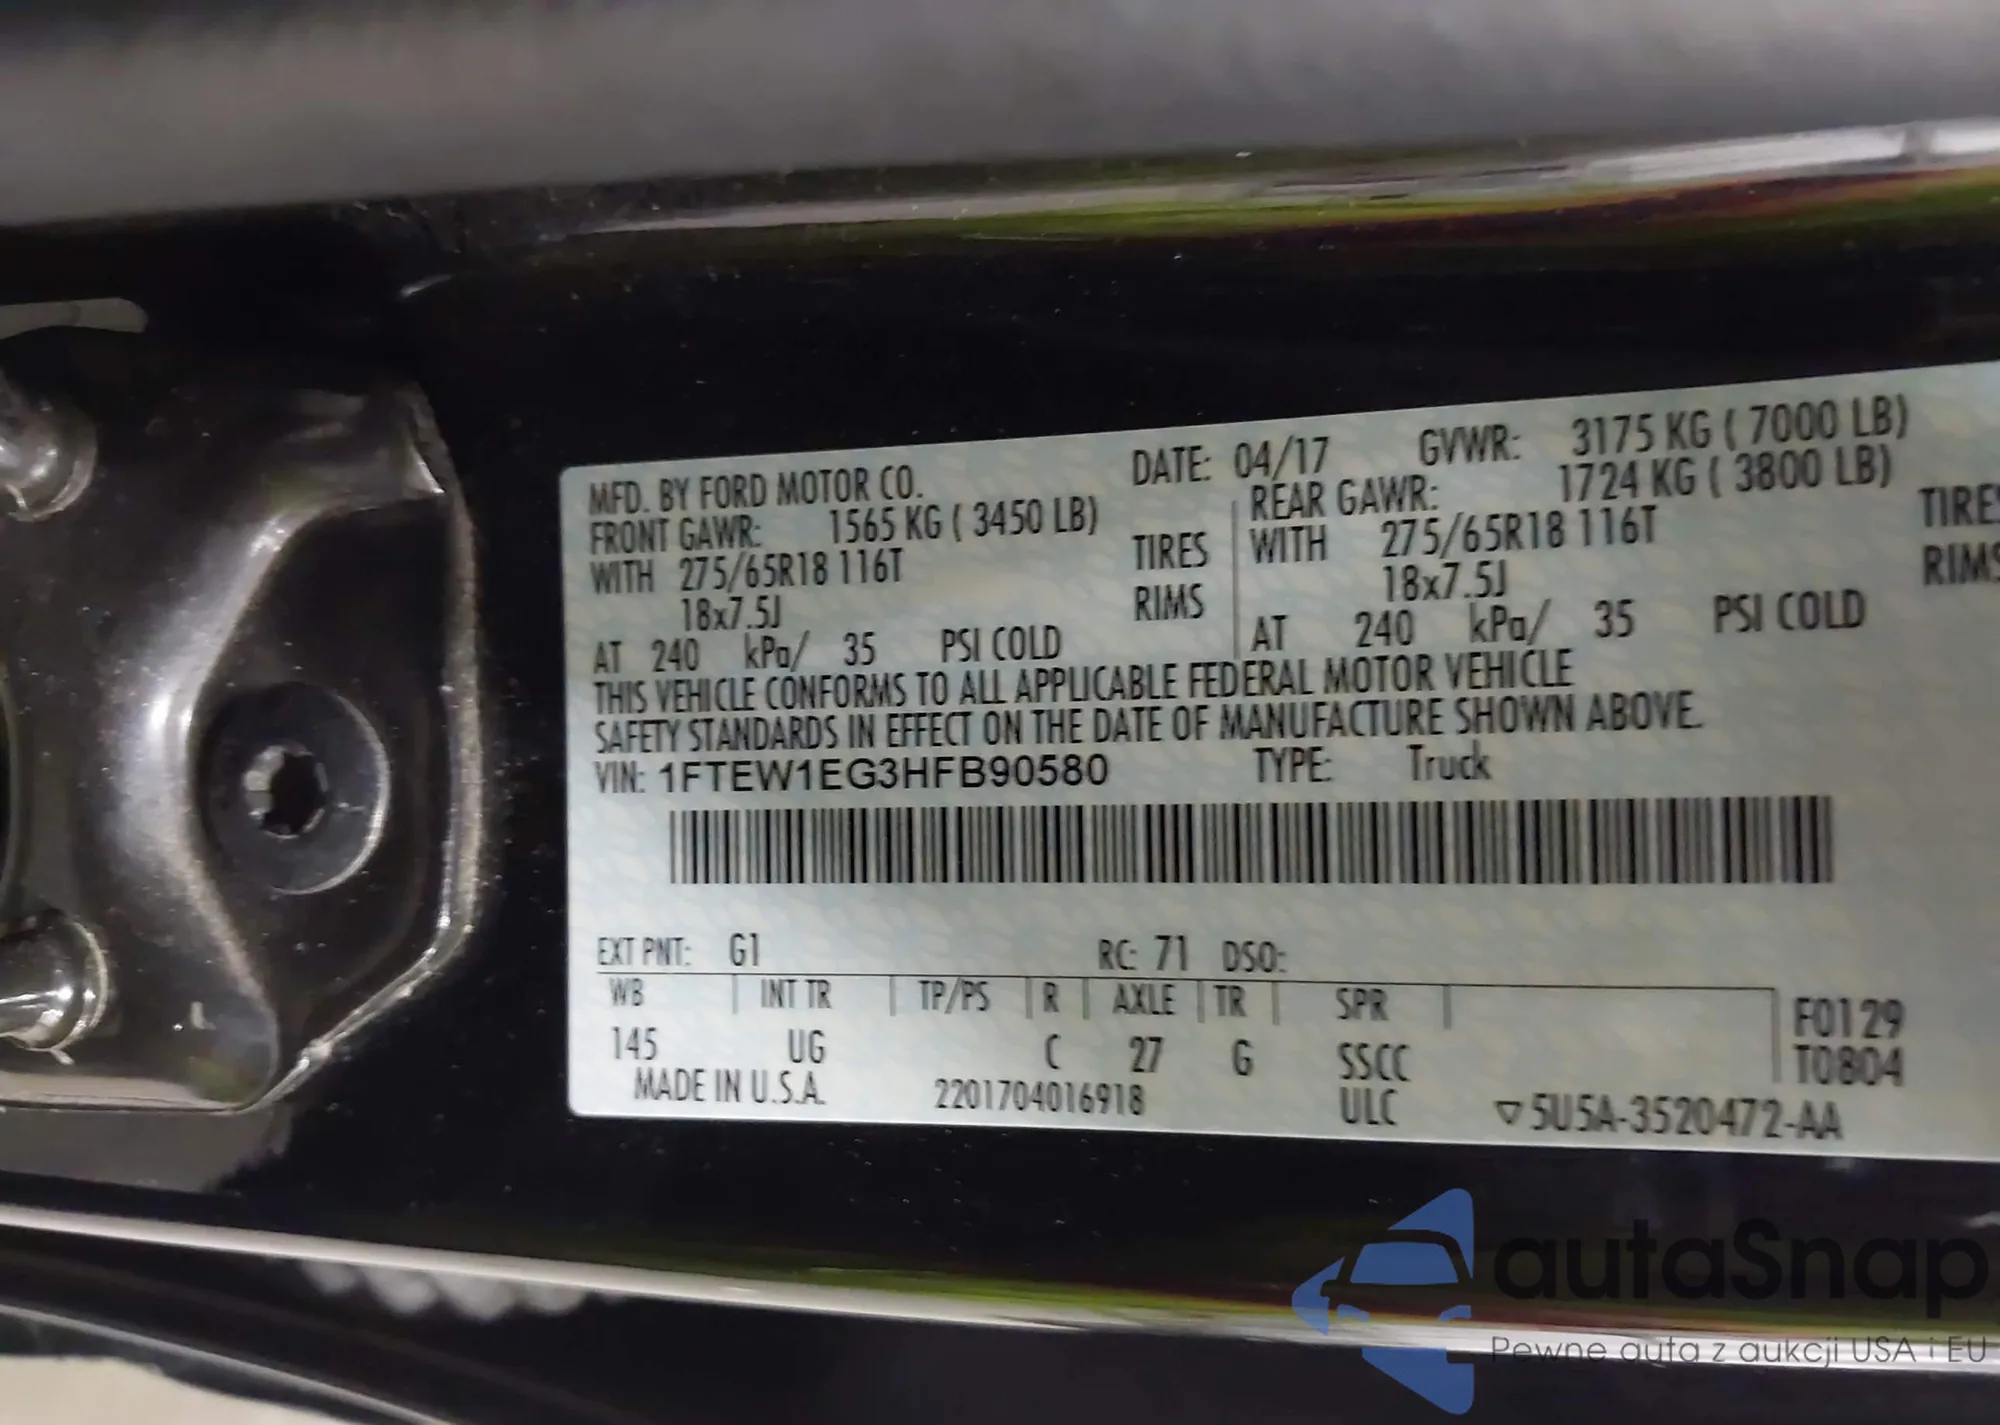 MFD. BY FORD MOTOR CO. DATE: 04/17 GVWR: 3175 KG ( 7000 LB)
FRONT GAWR: 1565 KG ( 3450 LB) REAR GAWR: 1724 KG ( 3800 LB)
WITH 275/65R18 116T TIRES WITH 275/65R18 116T TIRES
18x7.5J RIMS 18x7.5J RIMS
AT 240 kPa/ 35 PSI COLD AT 240 kPa/ 35 PSI COLD
THIS VEHICLE CONFORMS TO ALL APPLICABLE FEDERAL MOTOR VEHICLE
SAFETY STANDARDS IN EFFECT ON THE DATE OF MANUFACTURE SHOWN ABOVE.
VIN: 1FTEW1EG3HFB90580 TYPE: Truck
EXT PNT: G1 RC: 71 DSO:
WB INT TR TP/PS R AXLE TR SPR F0129
145 UG C 27 G SSCC T0804
MADE IN U.S.A. 2201704016918 ULC ▽5U5A-3520472-AA
autaSnap
Pewne auta z aukcji USA i EU